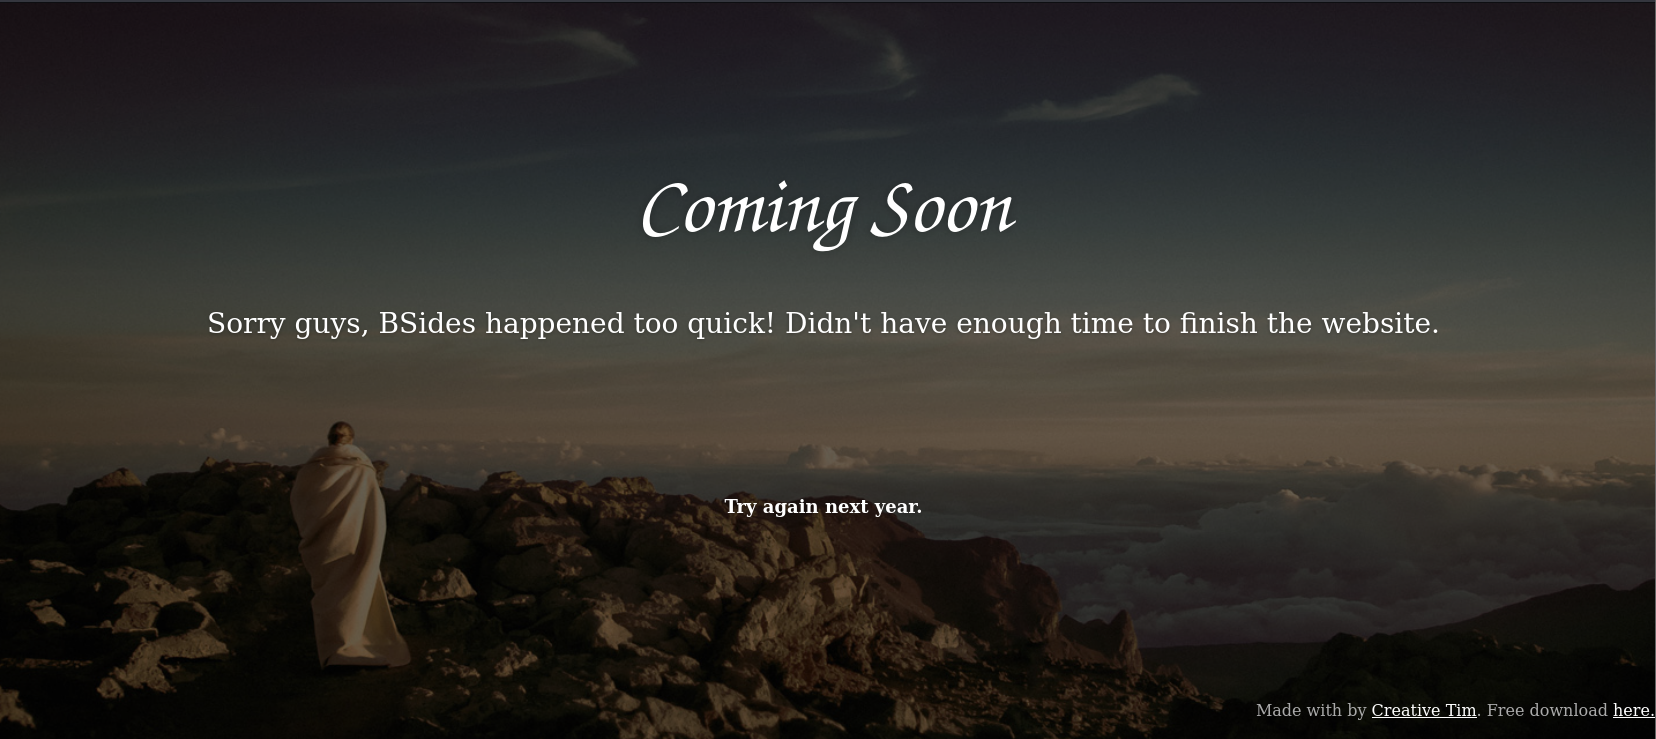 Coming Soon
Sorry guys, BSides happened too quick! Didn't have enough time to finish the website.
Try again next year.
Made with by Creative Tim. Free download here.